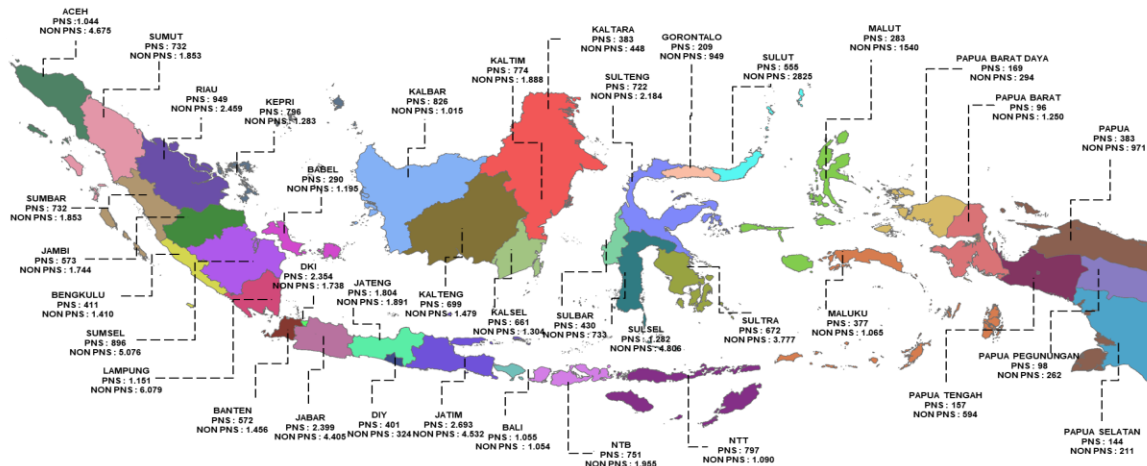 ACEH
PNS :1.044
NON PNS : 4.675
SUMUT
PNS : 732
NON PNS : 1.853
RIAU
PNS : 949
NON PNS : 2.459
KEPRI
PNS : 796
NON PNS : 1.283
BABEL
PNS : 290
NON PNS : 1.195
KALBAR
PNS : 826
NON PNS : 1.015
KALTIM
PNS : 774
NON PNS : 1.888
KALTARA
PNS : 383
NON PNS : 448
SULTENG
PNS : 722
NON PNS : 2.184
GORONTALO
PNS : 209
NON PNS : 949
SULUT
PNS : 555
NON PNS : 2825
MALUT
PNS : 283
NON PNS : 1540
PAPUA BARAT DAYA
PNS : 169
NON PNS : 294
PAPUA BARAT
PNS : 96
NON PNS : 1.250
PAPUA
PNS : 383
NON PNS : 971
SUMBAR
PNS : 732
NON PNS : 1.853
JAMBI
PNS : 573
NON PNS : 1.744
BENGKULU
PNS : 411
NON PNS : 1.410
SUMSEL
PNS : 896
NON PNS : 5.076
LAMPUNG
PNS : 1.151
NON PNS : 6.079
DKI
PNS : 2.354
NON PNS : 1.738
JATENG
PNS : 1.804
NON PNS : 1.891
KALTENG
PNS : 699
NON PNS : 1.479
KALSEL
PNS : 661
NON PNS : 1.304
SULBAR
PNS : 430
NON PNS : 733
SULSEL
PNS : 1.282
NON PNS : 4.806
SULTRA
PNS : 672
NON PNS : 3.777
MALUKU
PNS : 377
NON PNS : 1.065
BANTEN
PNS : 572
NON PNS : 1.456
JABAR
PNS : 2.399
NON PNS : 4.405
DIY
PNS : 401
NON PNS : 324
JATIM
PNS : 2.693
NON PNS : 4.532
BALI
PNS : 1.055
NON PNS : 1.054
NTB
PNS : 751
NON PNS : 1.955
NTT
PNS : 797
NON PNS : 1.090
PAPUA TENGAH
PNS : 157
NON PNS : 594
PAPUA PEGUNUNGAN
PNS : 98
NON PNS : 262
PAPUA SELATAN
PNS : 144
NON PNS : 211